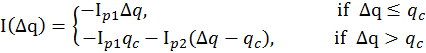 I(Δq) = { −I_{p1}Δq, if Δq ≤ q_c
−I_{p1}q_c − I_{p2}(Δq − q_c), if Δq > q_c